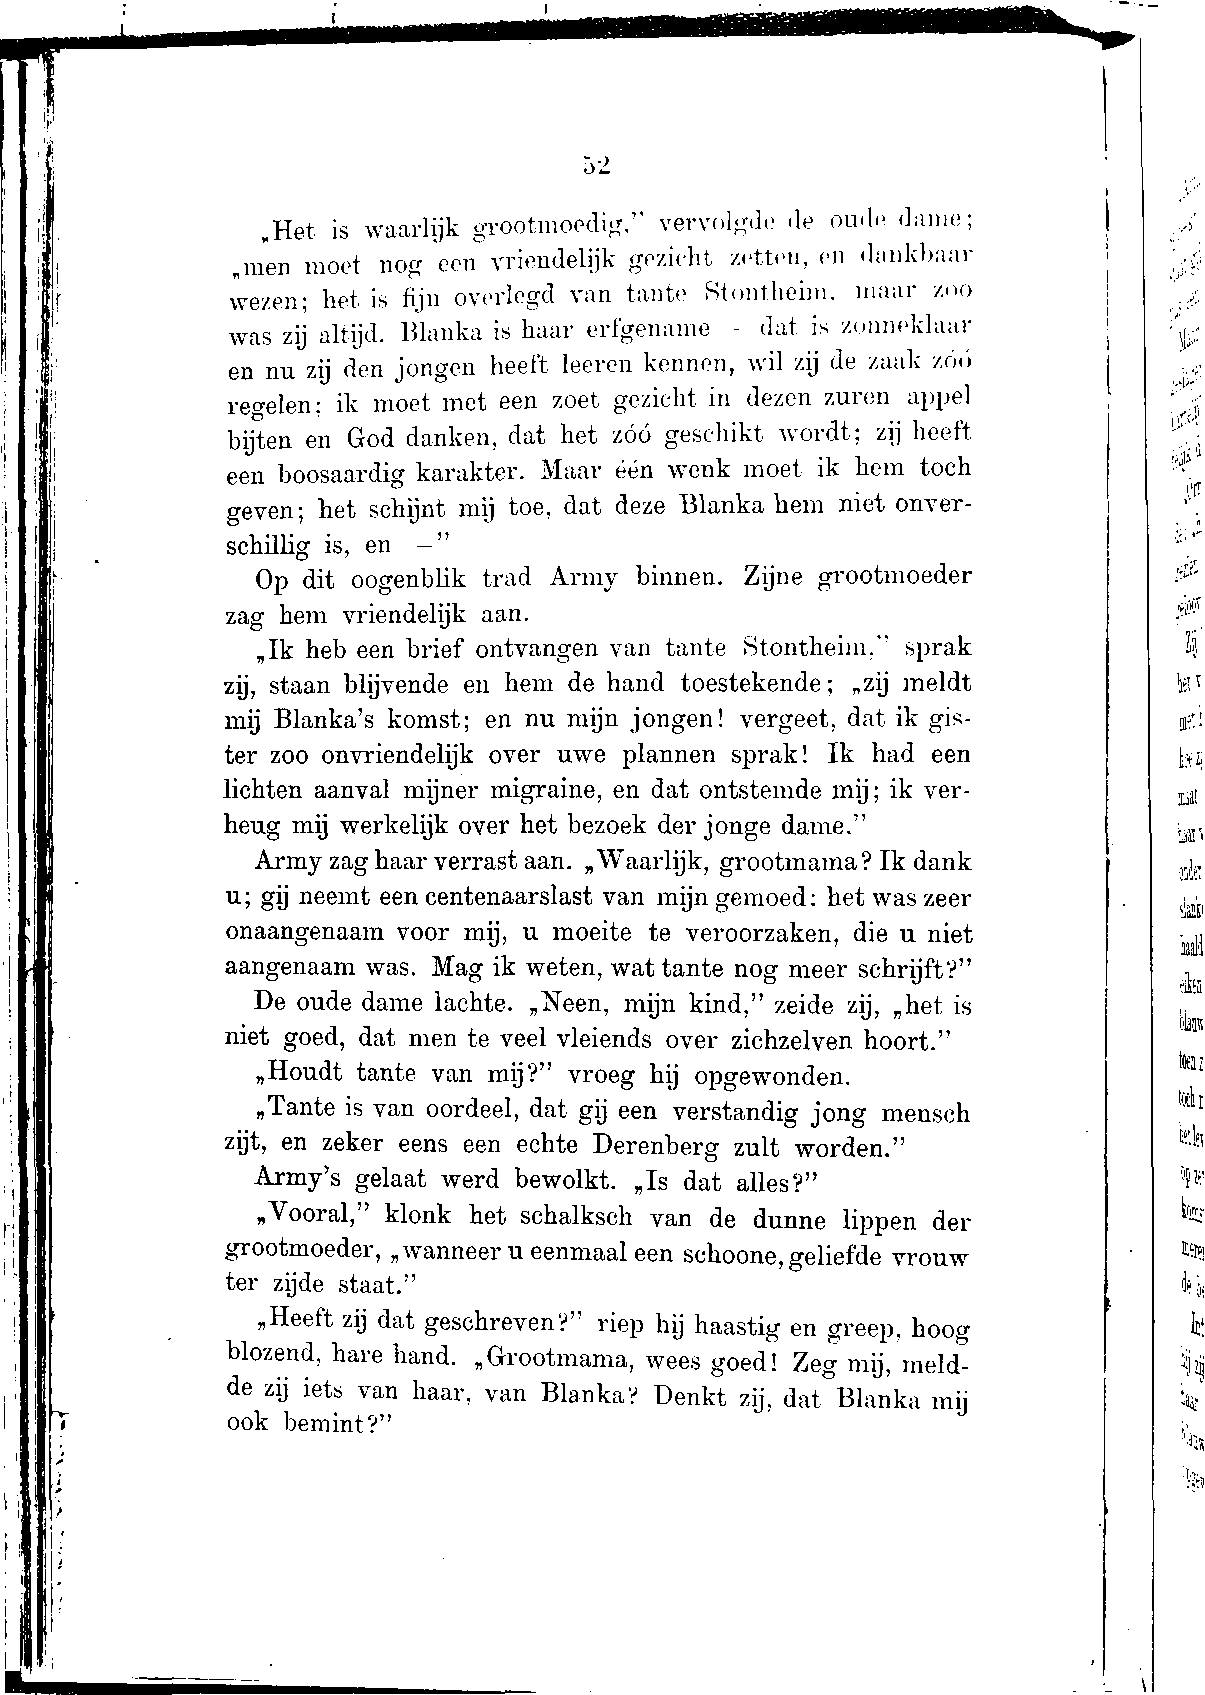 52
„Het is waarlijk grootmoedig,” vervolgde de oude dame;
„men moet nog een vriendelijk gezicht zetten, en dankbaar
wezen; het is fijn overlegd van tante Stontheim, maar zoo
was zij altijd. Blanka is haar erfgename - dat is zonneklaar
en nu zij den jongen heeft leeren kennen, wil zij de zaak zóó
regelen; ik moet met een zoet gezicht in dezen zuren appel
bijten en God danken, dat het zóó geschikt wordt; zij heeft
een boosaardig karakter. Maar één wenk moet ik hem toch
geven; het schijnt mij toe, dat deze Blanka hem niet onver-
schillig is, en —”
Op dit oogenblik trad Army binnen. Zijne grootmoeder
zag hem vriendelijk aan.
„Ik heb een brief ontvangen van tante Stontheim,” sprak
zij, staan blijvende en hem de hand toestekende; „zij meldt
mij Blanka’s komst; en nu mijn jongen! vergeet, dat ik gis-
ter zoo onvriendelijk over uwe plannen sprak! Ik had een
lichten aanval mijner migraine, en dat ontstemde mij; ik ver-
heug mij werkelijk over het bezoek der jonge dame.”
Army zag haar verrast aan. „Waarlijk, grootmama? Ik dank
u; gij neemt een centenaarslast van mijn gemoed: het was zeer
onaangenaam voor mij, u moeite te veroorzaken, die u niet
aangenaam was. Mag ik weten, wat tante nog meer schrijft?”
De oude dame lachte. „Neen, mijn kind,” zeide zij, „het is
niet goed, dat men te veel vleiends over zichzelven hoort.”
„Houdt tante van mij?” vroeg hij opgewonden.
„Tante is van oordeel, dat gij een verstandig jong mensch
zijt, en zeker eens een echte Derenberg zult worden.”
Army’s gelaat werd bewolkt. „Is dat alles?”
„Vooral,” klonk het schalksch van de dunne lippen der
grootmoeder, „wanneer u eenmaal een schoone, geliefde vrouw
ter zijde staat.”
„Heeft zij dat geschreven?” riep hij haastig en greep, hoog
blozend, hare hand. „Grootmama, wees goed! Zeg mij, meld-
de zij iets van haar, van Blanka? Denkt zij, dat Blanka mij
ook bemint?”